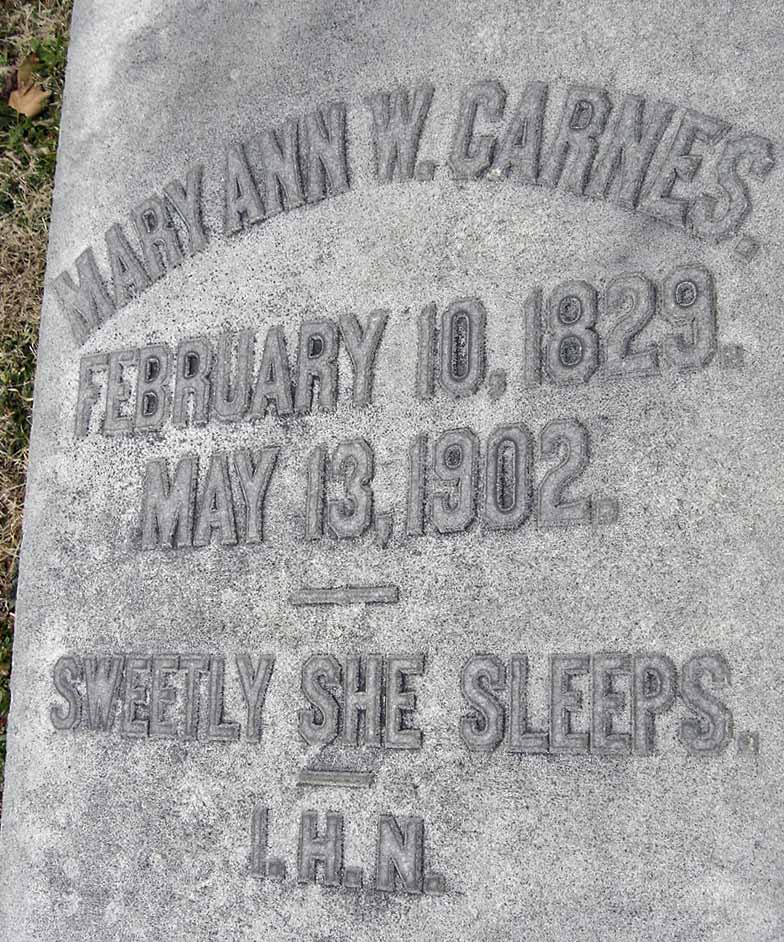 MARY ANN W. CARNES.
FEBRUARY 10, 1829.
MAY 13, 1902.
SWEETLY SHE SLEEPS.
I.H.N.